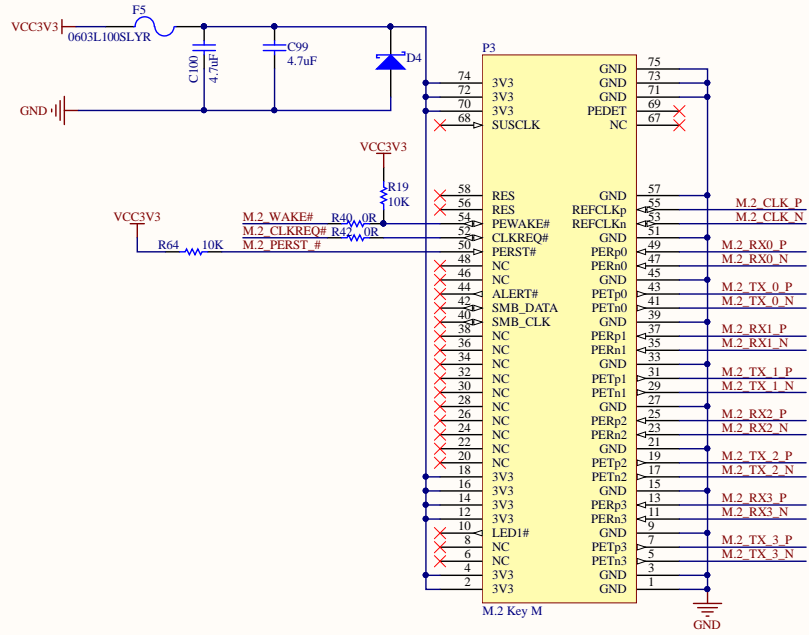 F5
VCC3V3
0603L100SLYR
C100
4.7uF
C99
4.7uF
D4
GND
VCC3V3
R19
10K
VCC3V3
M.2_WAKE# R40 0R
M.2_CLKREQ# R42 0R
R64 10K M.2_PERST_#
P3
GND 75
74 3V3 GND 73
72 3V3 GND 71
70 3V3 PEDET 69
68 SUSCLK NC 67
58 RES GND 57
56 RES REFCLKp 55 M.2_CLK_P
54 PEWAKE# REFCLKn 53 M.2_CLK_N
52 CLKREQ# GND 51
50 PERST# PERp0 49 M.2_RX0_P
48 NC PERn0 47 M.2_RX0_N
46 NC GND 45
44 ALERT# PETp0 43 M.2_TX_0_P
42 SMB_DATA PETn0 41 M.2_TX_0_N
40 SMB_CLK GND 39
38 NC PERp1 37 M.2_RX1_P
36 NC PERn1 35 M.2_RX1_N
34 NC GND 33
32 NC PETp1 31 M.2_TX_1_P
30 NC PETn1 29 M.2_TX_1_N
28 NC GND 27
26 NC PERp2 25 M.2_RX2_P
24 NC PERn2 23 M.2_RX2_N
22 NC GND 21
20 NC PETp2 19 M.2_TX_2_P
18 3V3 PETn2 17 M.2_TX_2_N
16 3V3 GND 15
14 3V3 PERp3 13 M.2_RX3_P
12 3V3 PERn3 11 M.2_RX3_N
10 LED1# GND 9
8 NC PETp3 7 M.2_TX_3_P
6 NC PETn3 5 M.2_TX_3_N
4 3V3 GND 3
2 3V3 GND 1
M.2 Key M
GND